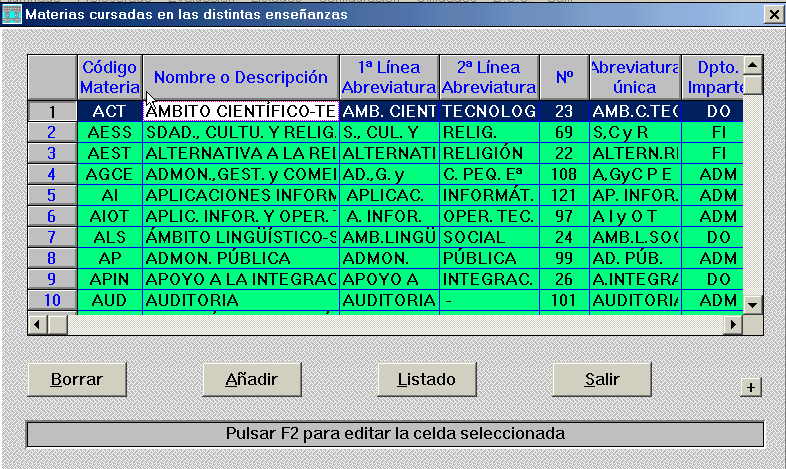 Materias cursadas en las distintas enseñanzas
Código Materia Nombre o Descripción 1ª Línea Abreviatura 2ª Línea Abreviatura Nº Abreviatura única Dpto. Imparte
1 ACT ÁMBITO CIENTÍFICO-TE AMB. CIENT TECNOLOG 23 AMB.C.TEC DO
2 AESS SDAD., CULTU. Y RELIG. S., CUL. Y RELIG. 69 S,C y R FI
3 AEST ALTERNATIVA A LA REL ALTERNATI RELIGIÓN 22 ALTERN.RI FI
4 AGCE ADMON.,GEST. y COMEI AD.,G. y C. PEQ. Eª 108 A,GyC P E ADM
5 AI APLICACIONES INFORM APLICAC. INFORMÁT. 121 AP. INFOR. ADM
6 AIOT APLIC. INFOR. Y OPER. A. INFOR. OPER. TEC. 97 A I y O T ADM
7 ALS ÁMBITO LINGÜÍSTICO-S AMB.LINGÜ SOCIAL 24 AMB.L.SOC DO
8 AP ADMON. PÚBLICA ADMON. PÚBLICA 99 AD. PÚB. ADM
9 APIN APOYO A LA INTEGRAC APOYO A INTEGRAC. 26 A.INTEGRA DO
10 AUD AUDITORIA AUDITORIA - 101 AUDITORIA ADM
Borrar Añadir Listado Salir +
Pulsar F2 para editar la celda seleccionada